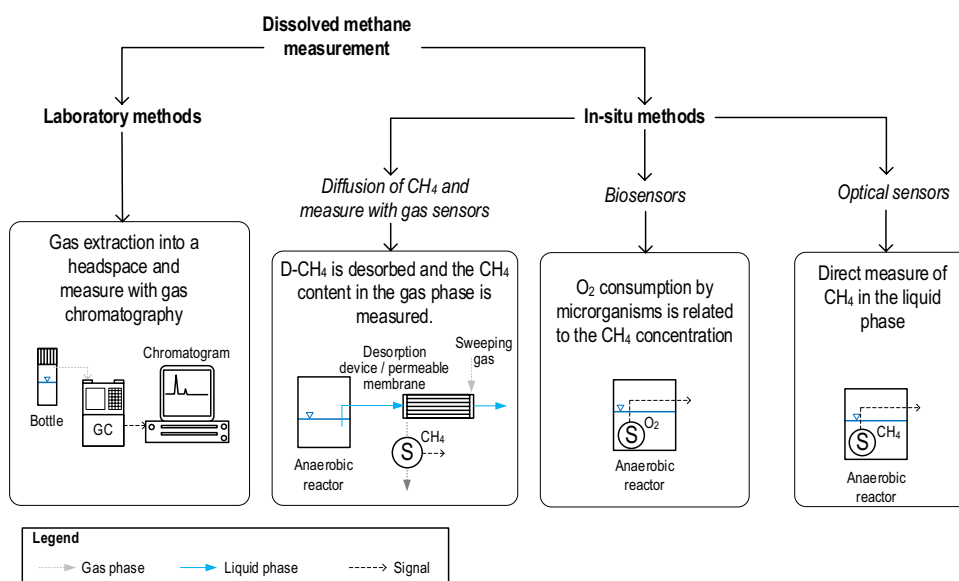 Dissolved methane
measurement
Laboratory methods
In-situ methods
Diffusion of CH₄ and
measure with gas sensors
Biosensors
Optical sensors
Gas extraction into a
headspace and
measure with gas
chromatography
Chromatogram
Bottle
GC
D-CH₄ is desorbed and the CH₄
content in the gas phase is
measured.
Desorption
device / permeable
membrane
Sweeping
gas
S
CH₄
Anaerobic
reactor
O₂ consumption by
microrganisms is related
to the CH₄ concentration
S
O₂
Anaerobic
reactor
Direct measure of
CH₄ in the liquid
phase
S
CH₄
Anaerobic
reactor
Legend
Gas phase
Liquid phase
Signal